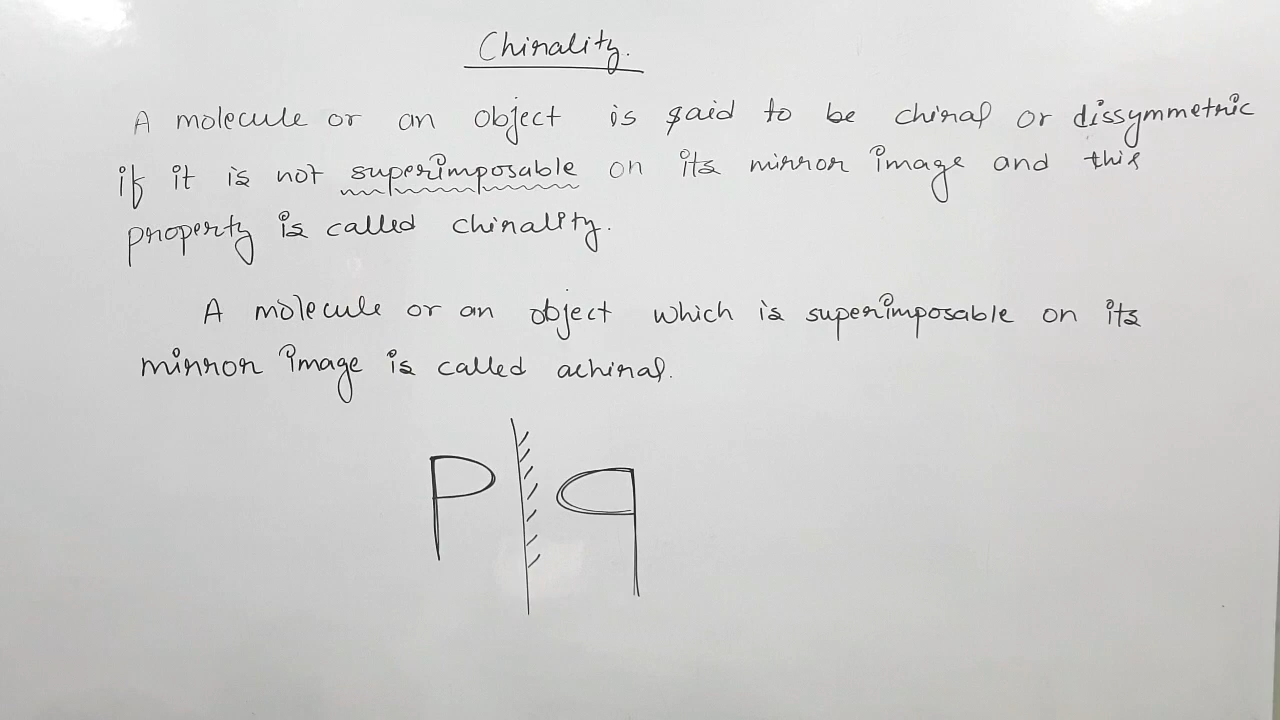 Chirality.
A molecule or an object is said to be chiral or dissymmetric
if it is not superimposable on its mirror image and this
property is called chirality.
A molecule or an object which is superimposable on its
mirror image is called achiral.
P q